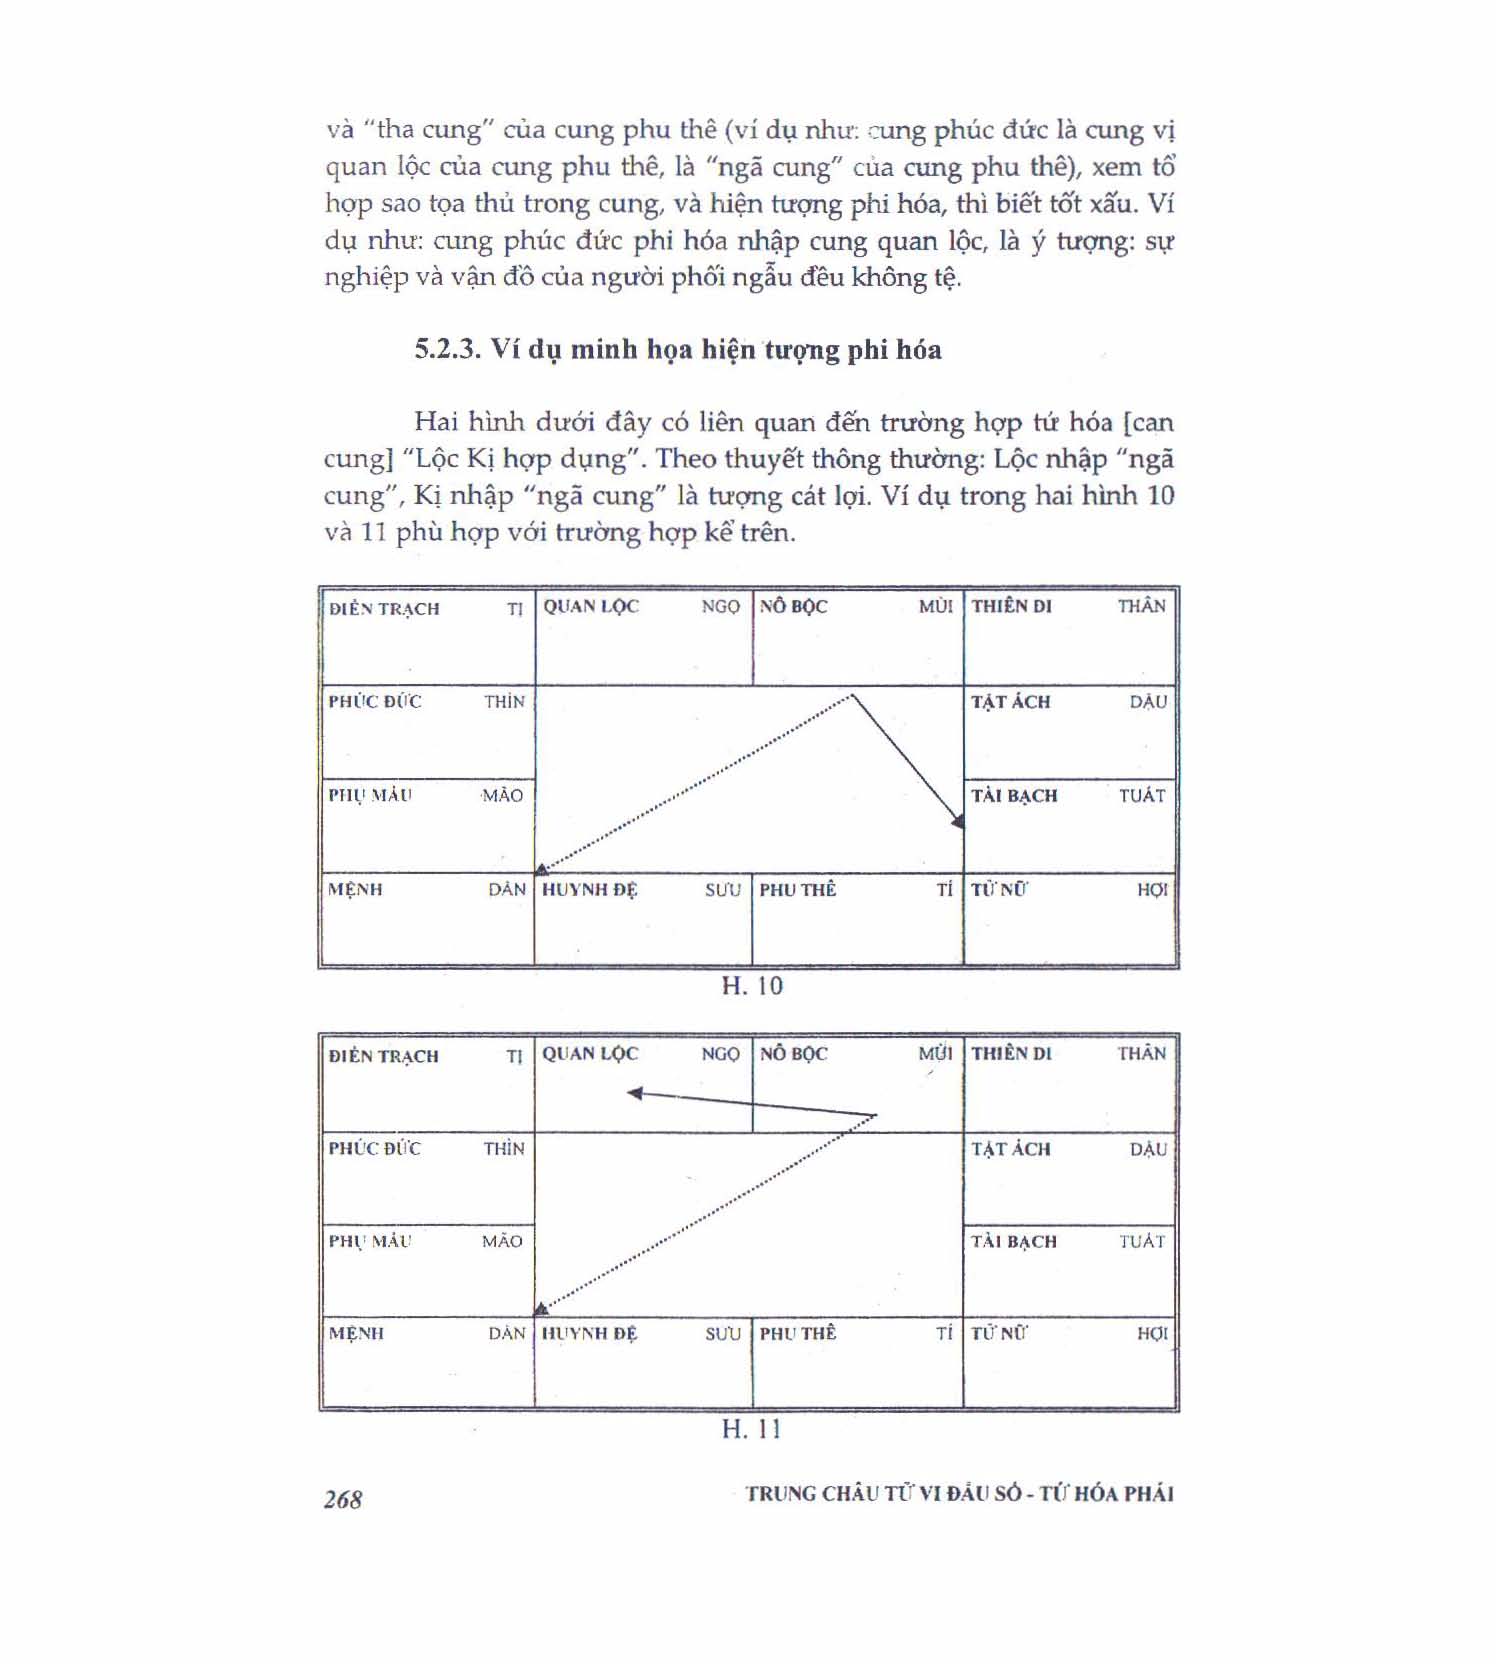 và "tha cung" của cung phu thê (ví dụ như: cung phúc đức là cung vị
quan lộc của cung phu thê, là "ngã cung" của cung phu thê), xem tổ
hợp sao tọa thủ trong cung, và hiện tượng phi hóa, thì biết tốt xấu. Ví
dụ như: cung phúc đức phi hóa nhập cung quan lộc, là ý tượng: sự
nghiệp và vận đồ của người phối ngẫu đều không tệ.
5.2.3. Ví dụ minh họa hiện tượng phi hóa
Hai hình dưới đây có liên quan đến trường hợp tứ hóa [can
cung] "Lộc Kị hợp dụng". Theo thuyết thông thường: Lộc nhập "ngã
cung", Kị nhập "ngã cung" là tượng cát lợi. Ví dụ trong hai hình 10
và 11 phù hợp với trường hợp kể trên.
ĐIỀN TRẠCH TỊ QUAN LỘC NGỌ NÔ BỘC MÙI THIÊN DI THÂN
PHÚC ĐỨC THÌN TẬT ÁCH DẬU
PHỤ MẪU MÃO TÀI BẠCH TUẤT
MỆNH DẦN HUYNH ĐỆ SƯU PHU THÊ TÍ TỬ NỮ HỢI
H. 10
ĐIỀN TRẠCH TỊ QUAN LỘC NGỌ NÔ BỘC MÙI THIÊN DI THÂN
PHÚC ĐỨC THÌN TẬT ÁCH DẬU
PHỤ MẪU MÃO TÀI BẠCH TUẤT
MỆNH DẦN HUYNH ĐỆ SƯU PHU THÊ TÍ TỬ NỮ HỢI
H. 11
268 TRUNG CHÂU TỬ VI ĐẨU SỐ - TỨ HÓA PHÁI